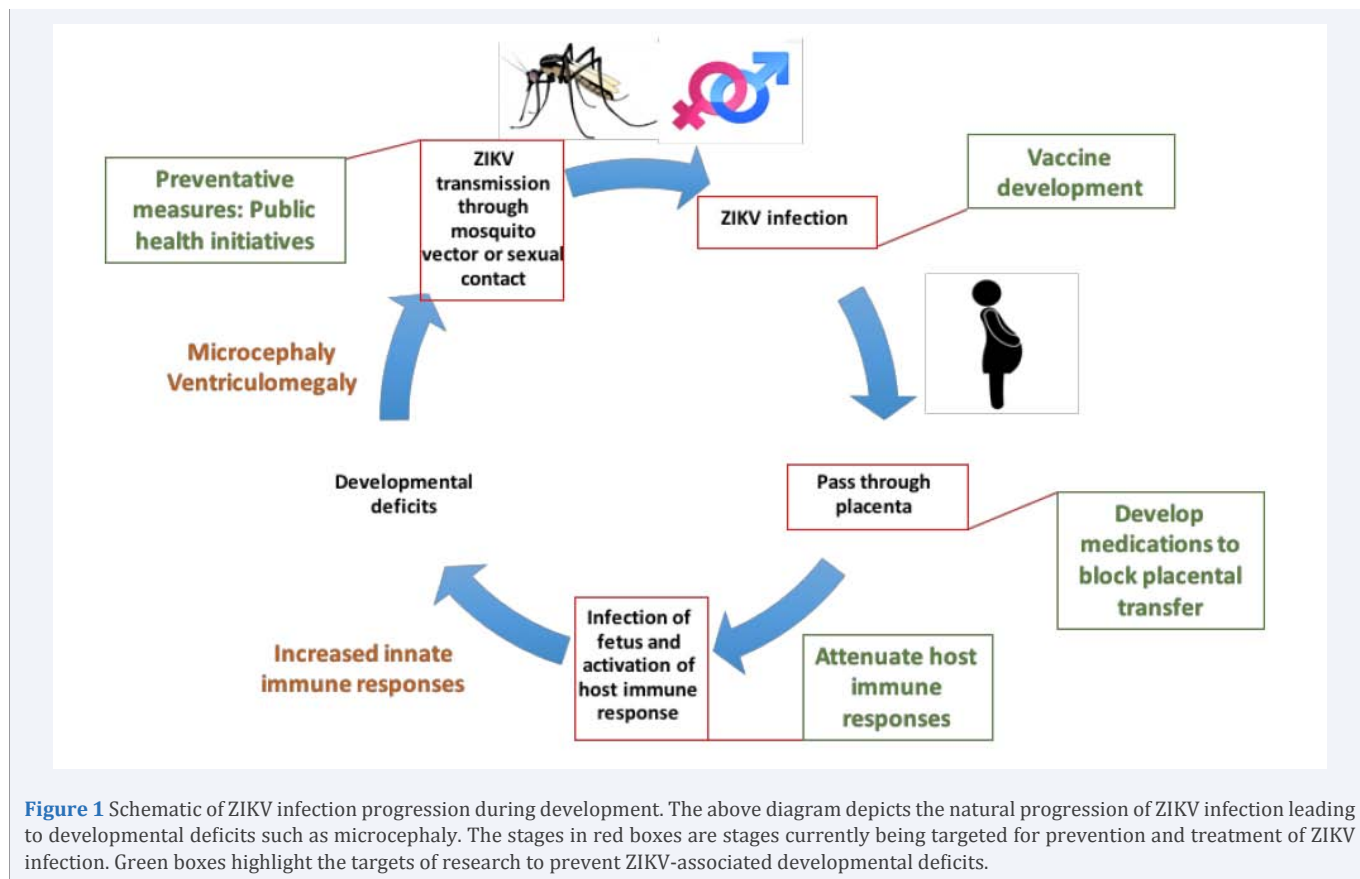 ZIKV
transmission
through
mosquito
vector or sexual
contact
Preventative
measures: Public
health initiatives
ZIKV infection
Vaccine
development
Pass through
placenta
Develop
medications to
block placental
transfer
Infection of
fetus and
activation of
host immune
response
Attenuate host
immune
responses
Increased innate
immune responses
Developmental
deficits
Microcephaly
Ventriculomegaly
Figure 1 Schematic of ZIKV infection progression during development. The above diagram depicts the natural progression of ZIKV infection leading
to developmental deficits such as microcephaly. The stages in red boxes are stages currently being targeted for prevention and treatment of ZIKV
infection. Green boxes highlight the targets of research to prevent ZIKV-associated developmental deficits.